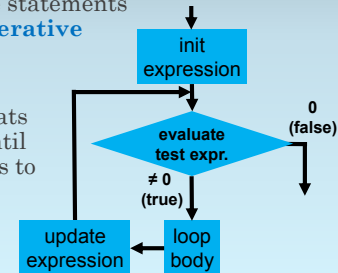 statements
erative
ats
ntil
s to
init
expression
evaluate
test expr.
0
(false)
≠ 0
(true)
update
expression
loop
body